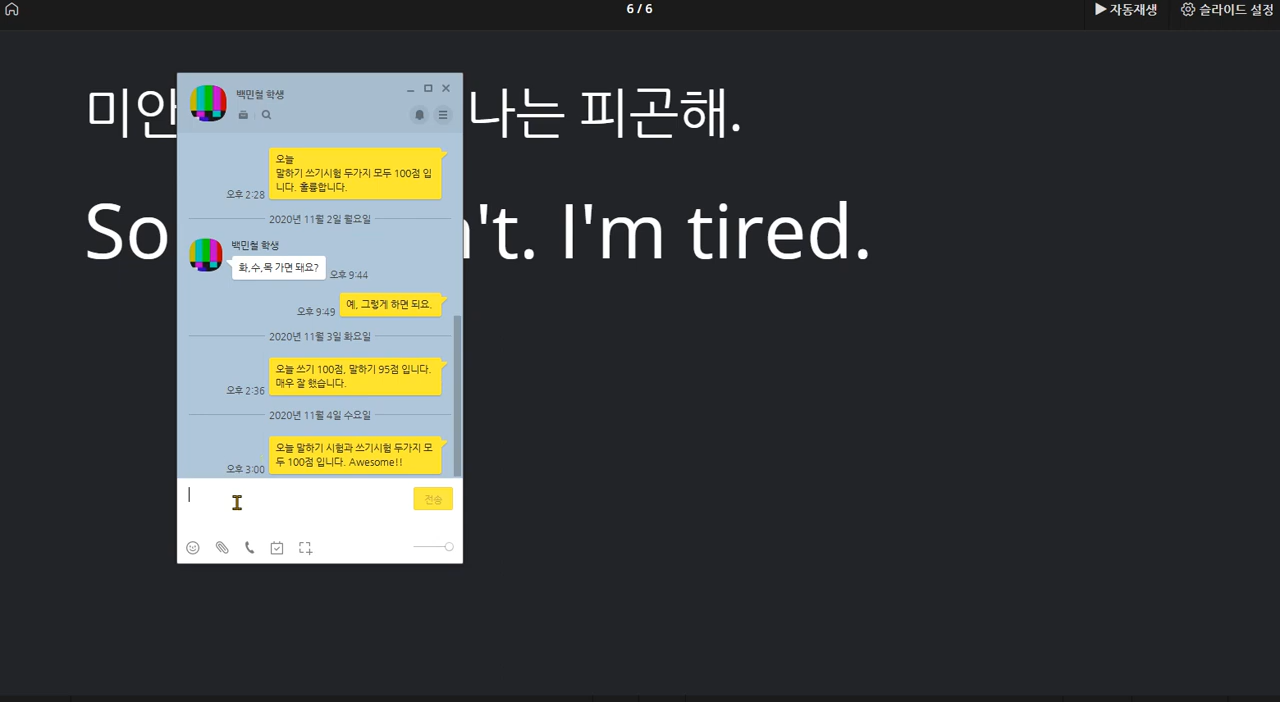 6 / 6
▶ 자동재생
슬라이드 설정
백민철 학생
미안
나는 피곤해.
오늘
말하기 쓰기시험 두가지 모두 100점 입
니다. 훌륭합니다.
오후 2:28
So
n't. I'm tired.
2020년 11월 2일 월요일
백민철 학생
화,수,목 가면 돼요?
오후 9:44
예, 그렇게 하면 되요.
오후 9:49
2020년 11월 3일 화요일
오늘 쓰기 100점, 말하기 95점 입니다.
매우 잘 했습니다.
오후 2:36
2020년 11월 4일 수요일
오늘 말하기 시험과 쓰기시험 두가지 모
두 100점 입니다. Awesome!!
오후 3:00
전송